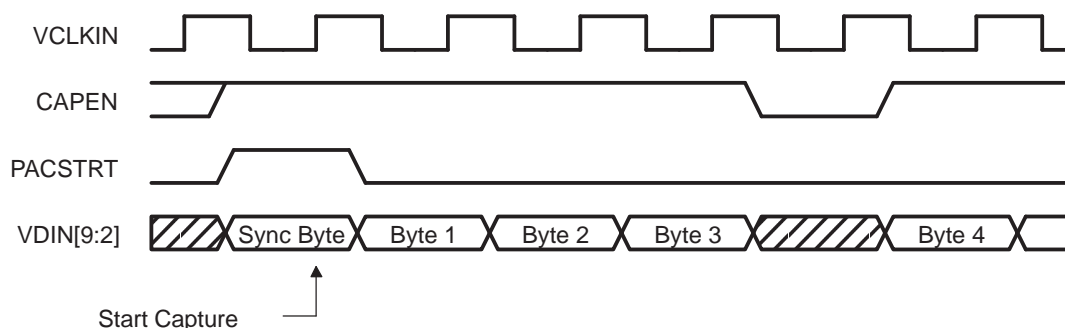 VCLKIN
CAPEN
PACSTRT
VDIN[9:2]
Sync Byte Byte 1 Byte 2 Byte 3 Byte 4
Start Capture